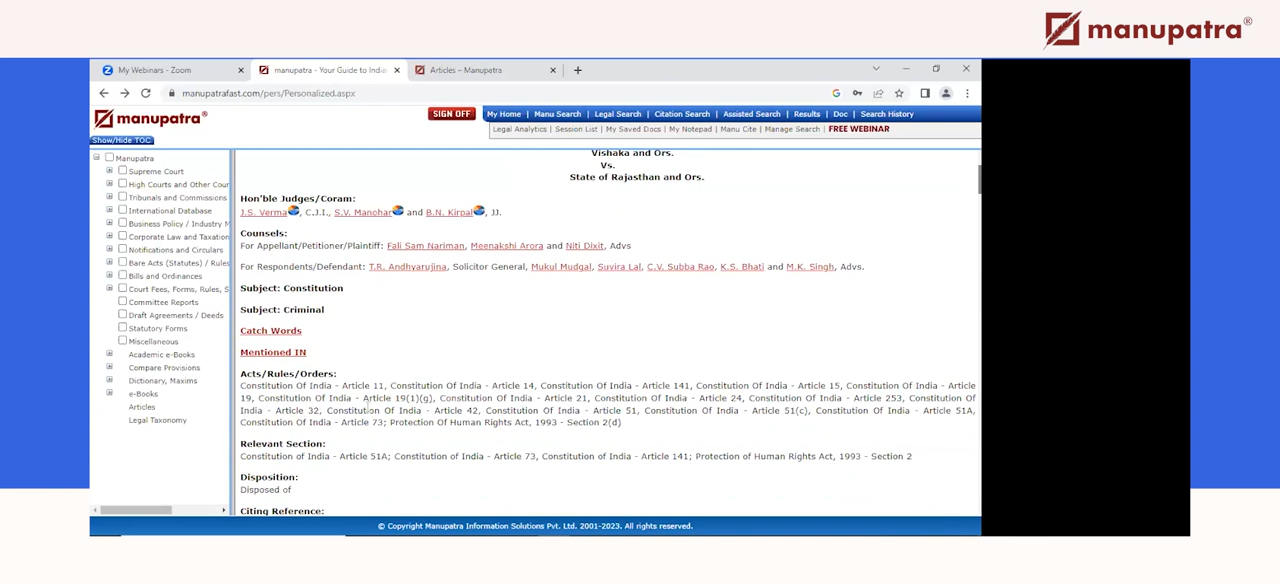 manupatra®
My Webinars - Zoom
manupatra - Your Guide to India
Articles – Manupatra
manupatrafast.com/pers/Personalized.aspx
manupatra®
SIGN OFF
My Home | Manu Search | Legal Search | Citation Search | Assisted Search | Results | Doc | Search History
Legal Analytics | Session List | My Saved Docs | My Notepad | Manu Cite | Manage Search | FREE WEBINAR
Show/Hide TOC
Manupatra
Supreme Court
High Courts and Other Cour
Tribunals and Commissions
International Database
Business Policy / Industry M
Corporate Law and Taxation
Notifications and Circulars
Bare Acts (Statutes) / Rules
Bills and Ordinances
Court Fees, Forms, Rules, S
Committee Reports
Draft Agreements / Deeds
Statutory Forms
Miscellaneous
Academic e-Books
Compare Provisions
Dictionary, Maxims
e-Books
Articles
Legal Taxonomy
Vishaka and Ors.
Vs.
State of Rajasthan and Ors.
Hon'ble Judges/Coram:
J.S. Verma, C.J.I., S.V. Manohar and B.N. Kirpal, JJ.
Counsels:
For Appellant/Petitioner/Plaintiff: Fali Sam Nariman, Meenakshi Arora and Niti Dixit, Advs
For Respondents/Defendant: T.R. Andhyarujina, Solicitor General, Mukul Mudgal, Suvira Lal, C.V. Subba Rao, K.S. Bhati and M.K. Singh, Advs.
Subject: Constitution
Subject: Criminal
Catch Words
Mentioned IN
Acts/Rules/Orders:
Constitution Of India - Article 11, Constitution Of India - Article 14, Constitution Of India - Article 141, Constitution Of India - Article 15, Constitution Of India - Article
19, Constitution Of India - Article 19(1)(g), Constitution Of India - Article 21, Constitution Of India - Article 24, Constitution Of India - Article 253, Constitution Of
India - Article 32, Constitution Of India - Article 42, Constitution Of India - Article 51, Constitution Of India - Article 51(c), Constitution Of India - Article 51A,
Constitution Of India - Article 73; Protection Of Human Rights Act, 1993 - Section 2(d)
Relevant Section:
Constitution of India - Article 51A; Constitution of India - Article 73, Constitution of India - Article 141; Protection of Human Rights Act, 1993 - Section 2
Disposition:
Disposed of
Citing Reference:
© Copyright Manupatra Information Solutions Pvt. Ltd. 2001-2023. All rights reserved.